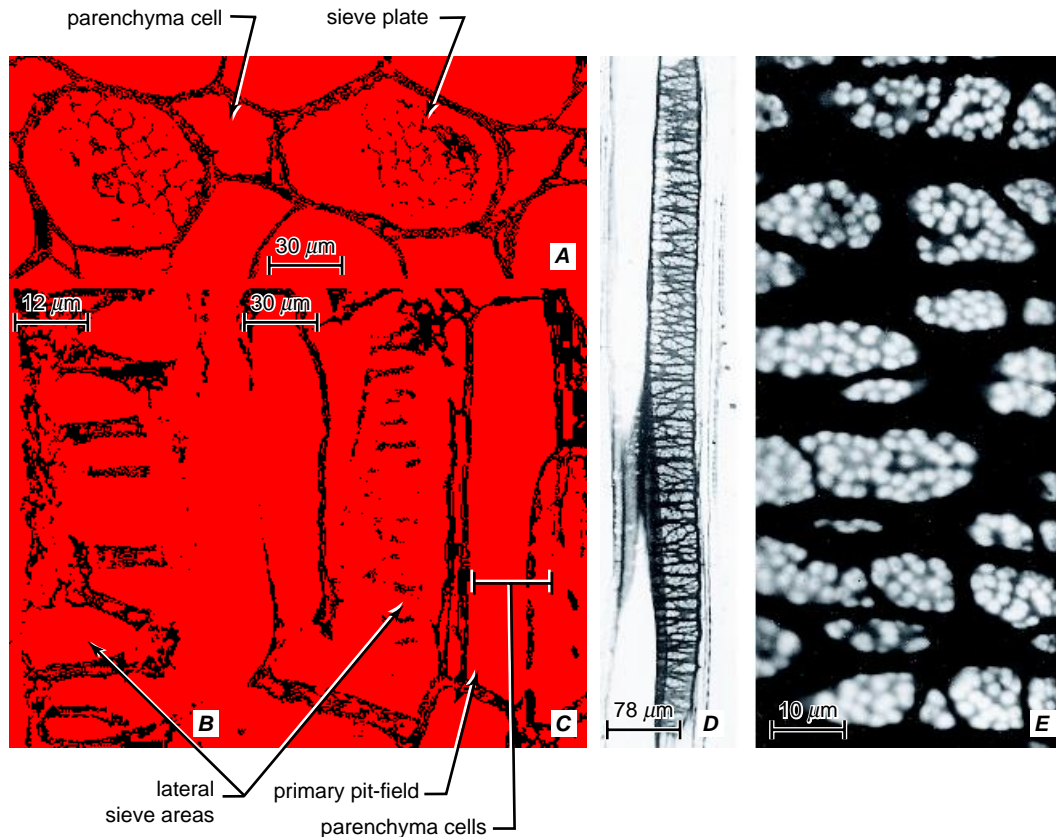 parenchyma cell
sieve plate
30 µm
A
12 µm
30 µm
B
C
78 µm
D
10 µm
E
lateral
sieve areas
primary pit-field
parenchyma cells